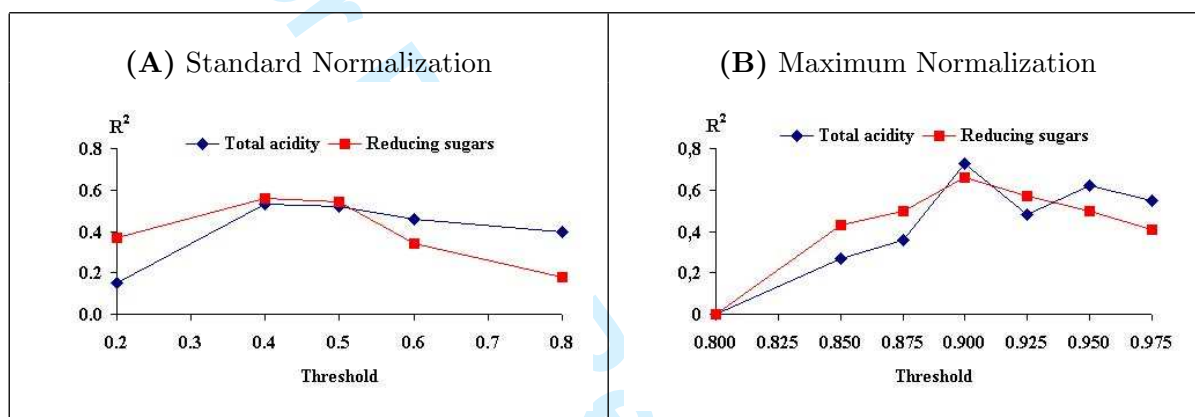 (A) Standard Normalization
R²
Total acidity Reducing sugars
0.8
0.6
0.4
0.2
0.0
0.2 0.3 0.4 0.5 0.6 0.7 0.8
Threshold
(B) Maximum Normalization
R²
Total acidity Reducing sugars
0,8
0,6
0,4
0,2
0
0.800 0.825 0.850 0.875 0.900 0.925 0.950 0.975
Threshold